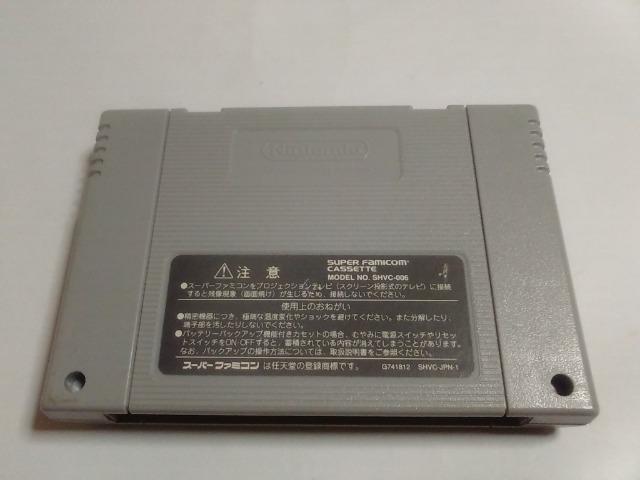 Nintendo
注意
SUPER FAMICOM
CASSETTE
MODEL NO. SHVC-006
●スーパーファミコンをプロジェクションテレビ(スクリーン投影式のテレビ)に接続
すると残像現象(画面焼け)が生じるため、接続しないでください。
使用上のおねがい
●精密機器につき、極端な温度変化やショックを避けてください。また分解したり、
端子部を汚したりしないでください。
●バッテリーバックアップ機能付きカセットの場合、むやみに電源スイッチやリセ
ットスイッチをON・OFFすると、蓄積されている内容が消えてしまうことがあります。
なお、バックアップの操作方法については、取扱説明書をご参照ください。
スーパーファミコンは任天堂の登録商標です。
G741812 SHVC-JPN-1